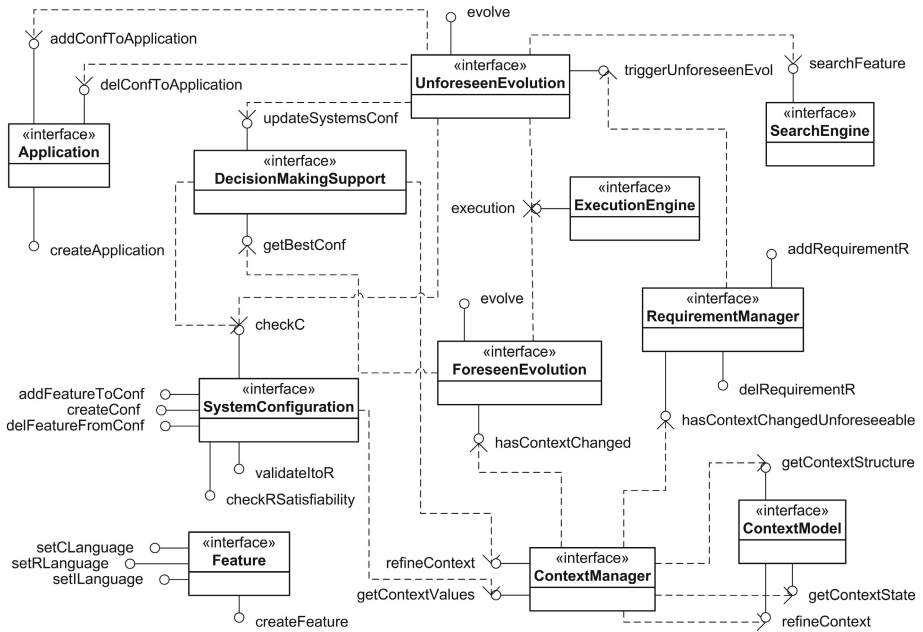 evolve
addConfToApplication
searchFeature
«interface»
UnforeseenEvolution
triggerUnforeseenEvol
delConfToApplication
updateSystemsConf
«interface»
SearchEngine
«interface»
Application
«interface»
DecisionMakingSupport
«interface»
ExecutionEngine
execution
createApplication
getBestConf
addRequirementR
evolve
«interface»
RequirementManager
checkC
«interface»
ForeseenEvolution
delRequirementR
addFeatureToConf
createConf
delFeatureFromConf
«interface»
SystemConfiguration
hasContextChanged
hasContextChangedUnforeseeable
validateItoR
checkRSatisfiability
getContextStructure
«interface»
ContextModel
setCLanguage
setRLanguage
setILanguage
«interface»
Feature
refineContext
getContextValues
«interface»
ContextManager
getContextState
createFeature
refineContext